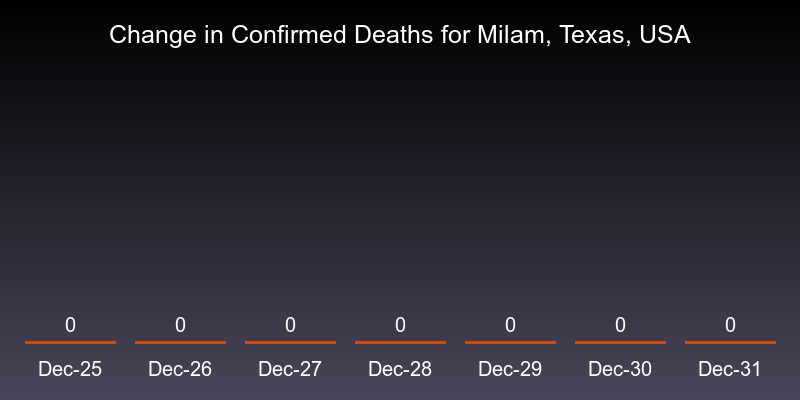 Change in Confirmed Deaths for Milam, Texas, USA
0 0 0 0 0 0 0
Dec-25 Dec-26 Dec-27 Dec-28 Dec-29 Dec-30 Dec-31